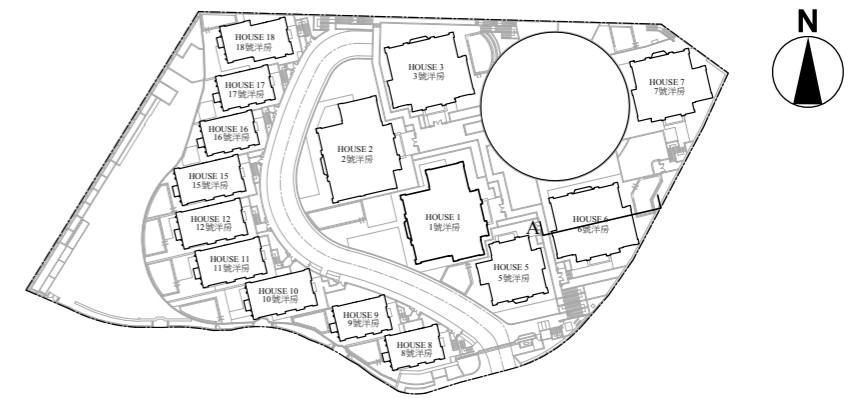 N
HOUSE 18
18號洋房
HOUSE 17
17號洋房
HOUSE 16
16號洋房
HOUSE 15
15號洋房
HOUSE 12
12號洋房
HOUSE 11
11號洋房
HOUSE 10
10號洋房
HOUSE 9
9號洋房
HOUSE 8
8號洋房
HOUSE 3
3號洋房
HOUSE 2
2號洋房
HOUSE 1
1號洋房
HOUSE 5
5號洋房
A
HOUSE 6
6號洋房
HOUSE 7
7號洋房